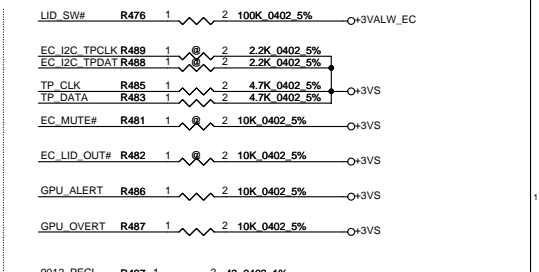 LID_SW# R476 1 2 100K_0402_5% +3VALW_EC
EC_I2C_TPCLK R489 1 @ 2 2.2K_0402_5%
EC_I2C_TPDAT R488 1 @ 2 2.2K_0402_5%
TP_CLK R485 1 2 4.7K_0402_5% +3VS
TP_DATA R483 1 2 4.7K_0402_5%
EC_MUTE# R481 1 @ 2 10K_0402_5% +3VS
EC_LID_OUT# R482 1 @ 2 10K_0402_5% +3VS
GPU_ALERT R486 1 2 10K_0402_5% +3VS
1
GPU_OVERT R487 1 2 10K_0402_5% +3VS